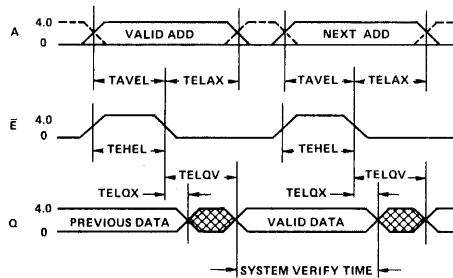 A 4.0 VALID ADD NEXT ADD
0
TAVEL TELAX TAVEL TELAX
Ē 4.0
0
TEHEL TEHEL
TELQV TELQV
TELQX TELQX
Q 4.0 PREVIOUS DATA VALID DATA
0
SYSTEM VERIFY TIME